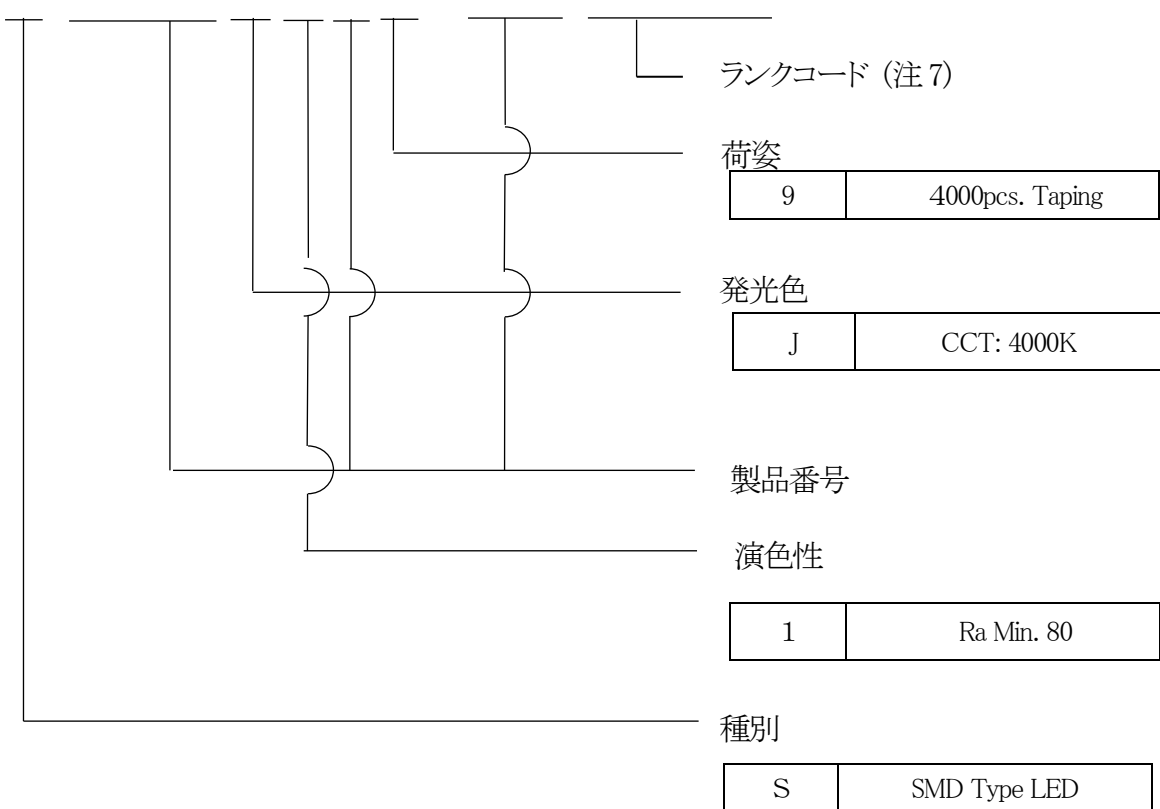 ランクコード (注 7)
荷姿
9 4000pcs. Taping
発光色
J CCT: 4000K
製品番号
演色性
1 Ra Min. 80
種別
S SMD Type LED